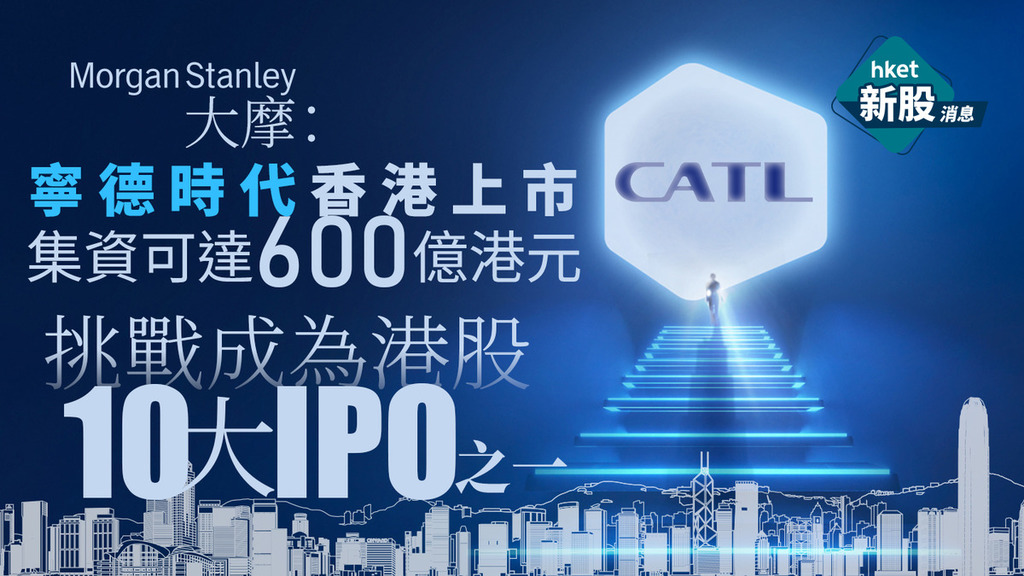 Morgan Stanley
大摩：
寧德時代香港上市
集資可達600億港元
挑戰成為港股
10大IPO之一
CATL
hket
新股消息